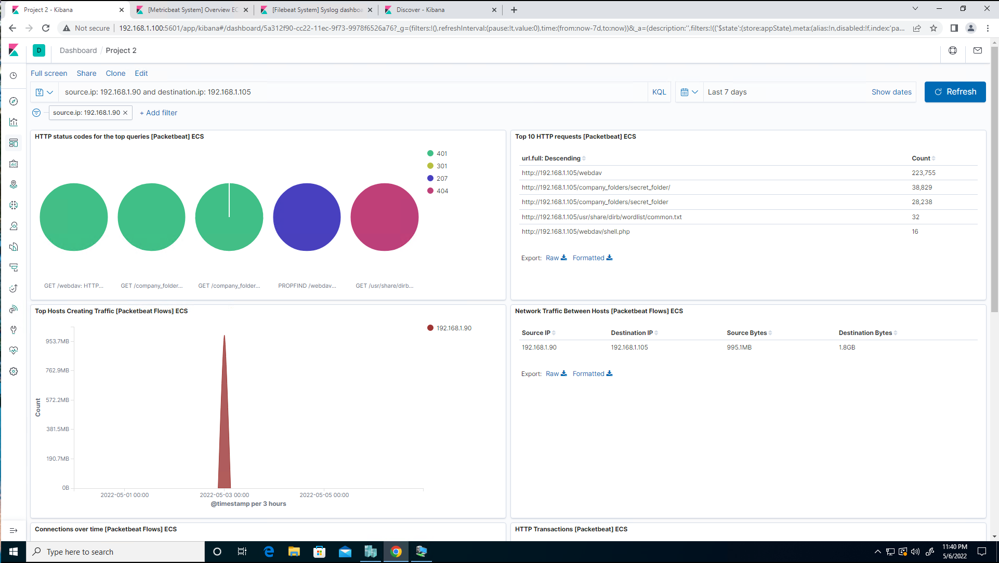 Project 2 - Kibana
[Metricbeat System] Overview EC
[Filebeat System] Syslog dashboa
Discover - Kibana
Not secure
192.168.1.100:5601/app/kibana#/dashboard/5a312f90-cc22-11ec-9f73-9978f6526a76?_g=(filters:!(),refreshInterval:(pause:!t,value:0),time:(from:now-7d,to:now))&_a=(description:'',filters:!(('$state':(store:appState),meta:(alias:!n,disabled:!f,index:'pa...
D
Dashboard / Project 2
Full screen Share Clone Edit
source.ip: 192.168.1.90 and destination.ip: 192.168.1.105
KQL
Last 7 days
Show dates
Refresh
source.ip: 192.168.1.90
+ Add filter
HTTP status codes for the top queries [Packetbeat] ECS
401
301
207
404
GET /webdav: HTTP...
GET /company_folder...
GET /company_folder...
PROPFIND /webdav...
GET /usr/share/dirb...
Top 10 HTTP requests [Packetbeat] ECS
url.full: Descending Count
http://192.168.1.105/webdav 223,755
http://192.168.1.105/company_folders/secret_folder/ 38,829
http://192.168.1.105/company_folders/secret_folder 28,238
http://192.168.1.105/usr/share/dirb/wordlist/common.txt 32
http://192.168.1.105/webdav/shell.php 16
Export: Raw Formatted
Top Hosts Creating Traffic [Packetbeat Flows] ECS
192.168.1.90
953.7MB
762.9MB
572.2MB
381.5MB
190.7MB
0B
Count
2022-05-01 00:00
2022-05-03 00:00
2022-05-05 00:00
@timestamp per 3 hours
Network Traffic Between Hosts [Packetbeat Flows] ECS
Source IP Destination IP Source Bytes Destination Bytes
192.168.1.90 192.168.1.105 995.1MB 1.8GB
Export: Raw Formatted
Connections over time [Packetbeat Flows] ECS
HTTP Transactions [Packetbeat] ECS
Type here to search
11:40 PM
5/6/2022